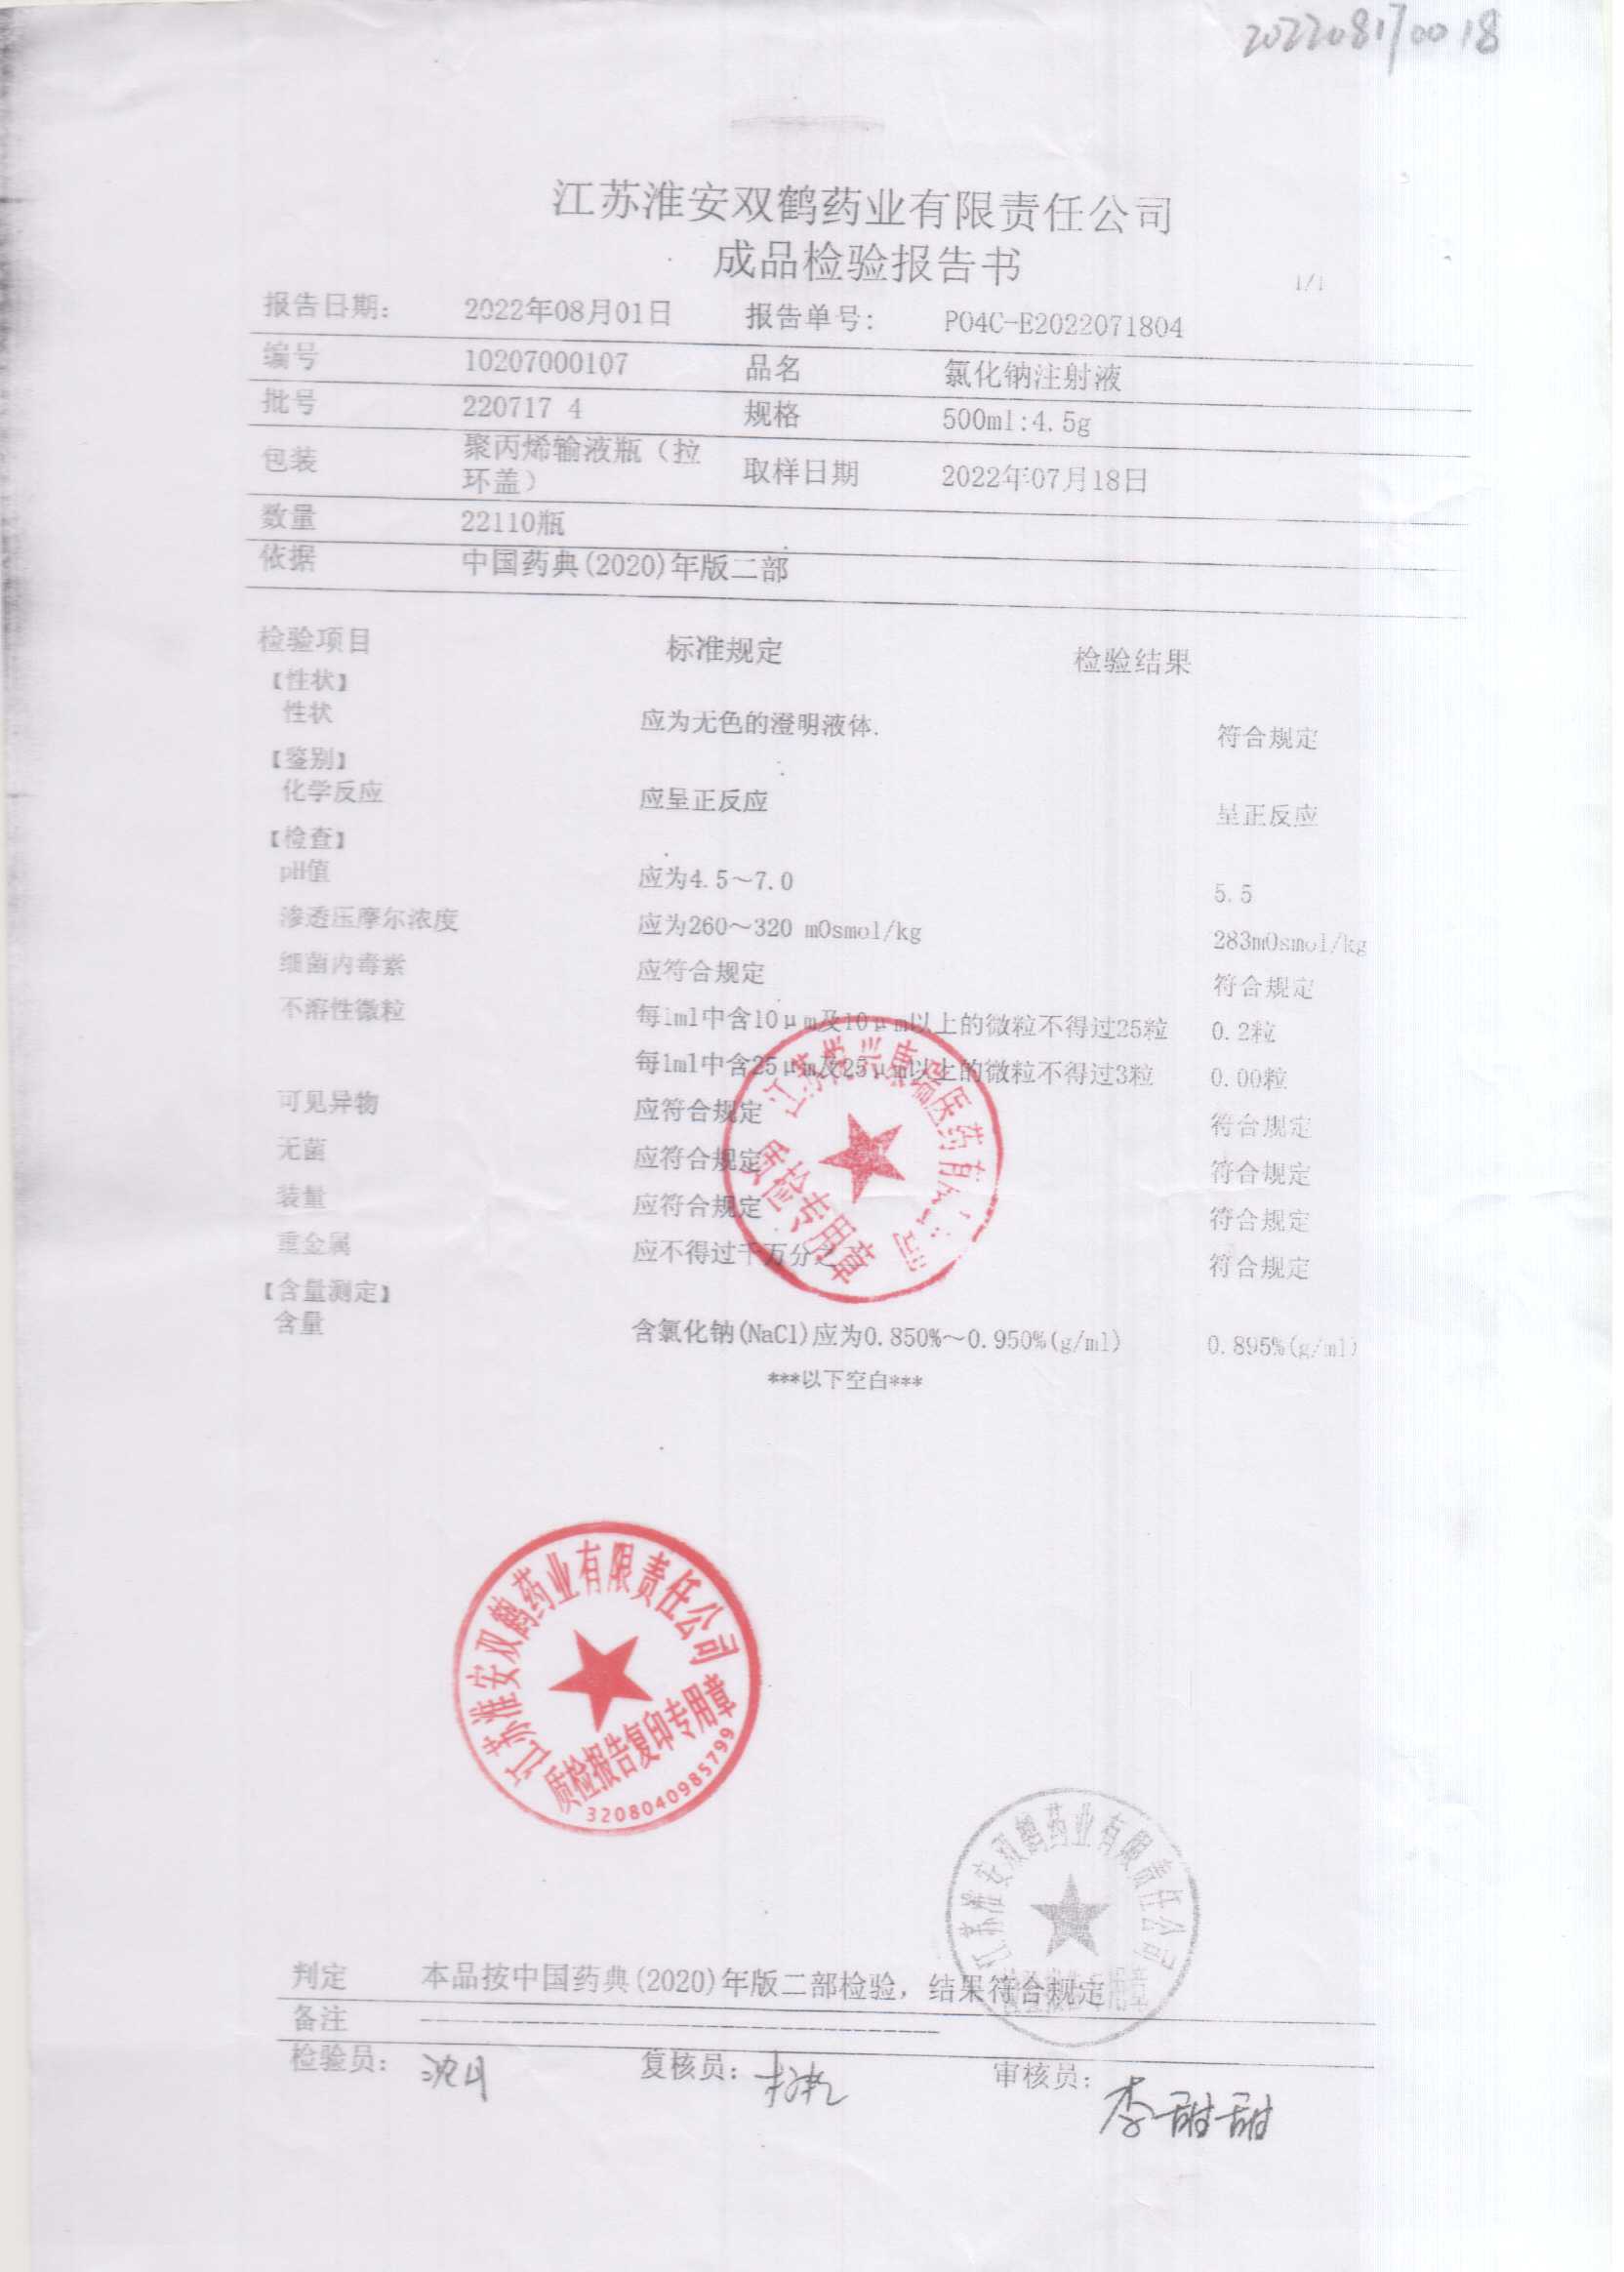 202208170018
江苏淮安双鹤药业有限责任公司
成品检验报告书
1/1
报告日期: 2022年08月01日 报告单号: P04C-E2022071804
编号 10207000107 品名 氯化钠注射液
批号 220717 4 规格 500ml:4.5g
包装 聚丙烯输液瓶（拉环盖） 取样日期 2022年07月18日
数量 22110瓶
依据 中国药典(2020)年版二部
检验项目 标准规定 检验结果
【性状】
性状 应为无色的澄明液体. 符合规定
【鉴别】
化学反应 应呈正反应 呈正反应
【检查】
pH值 应为4.5～7.0 5.5
渗透压摩尔浓度 应为260～320 mOsmol/kg 283mOsmol/kg
细菌内毒素 应符合规定 符合规定
不溶性微粒 每1ml中含10μm及10μm以上的微粒不得过25粒 0.2粒
每1ml中含25μm及25μm以上的微粒不得过3粒 0.00粒
可见异物 应符合规定 符合规定
无菌 应符合规定 符合规定
装量 应符合规定 符合规定
重金属 应不得过千万分之 符合规定
【含量测定】
含量 含氯化钠(NaCl)应为0.850%～0.950%(g/ml) 0.895%(g/ml)
***以下空白***
质检专用章
江苏淮安双鹤药业有限责任公司
质检报告复印专用章
3208040985799
江苏淮安双鹤药业有限责任公司
判定 本品按中国药典(2020)年版二部检验，结果符合规定
备注 ------------------------------------
检验员: 复核员: 审核员: 李甜甜